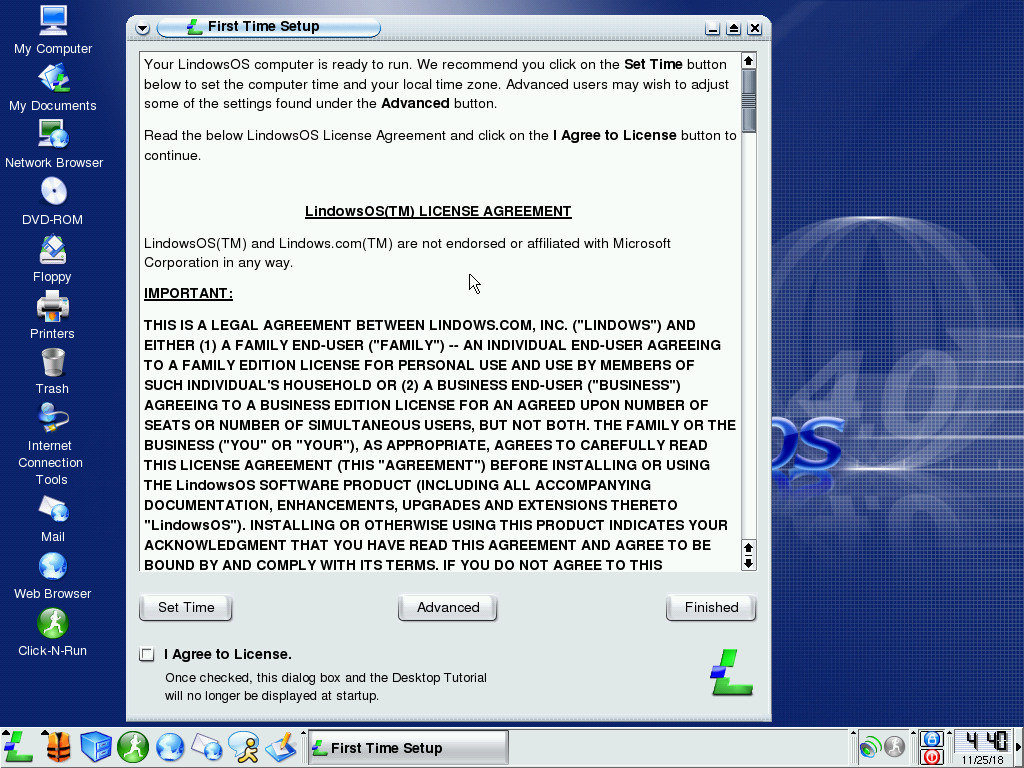 My Computer
My Documents
Network Browser
DVD-ROM
Floppy
Printers
Trash
Internet
Connection
Tools
Mail
Web Browser
Click-N-Run
First Time Setup
Your LindowsOS computer is ready to run. We recommend you click on the Set Time button
below to set the computer time and your local time zone. Advanced users may wish to adjust
some of the settings found under the Advanced button.
Read the below LindowsOS License Agreement and click on the I Agree to License button to
continue.
LindowsOS(TM) LICENSE AGREEMENT
LindowsOS(TM) and Lindows.com(TM) are not endorsed or affiliated with Microsoft
Corporation in any way.
IMPORTANT:
THIS IS A LEGAL AGREEMENT BETWEEN LINDOWS.COM, INC. ("LINDOWS") AND
EITHER (1) A FAMILY END-USER ("FAMILY") -- AN INDIVIDUAL END-USER AGREEING
TO A FAMILY EDITION LICENSE FOR PERSONAL USE AND USE BY MEMBERS OF
SUCH INDIVIDUAL'S HOUSEHOLD OR (2) A BUSINESS END-USER ("BUSINESS")
AGREEING TO A BUSINESS EDITION LICENSE FOR AN AGREED UPON NUMBER OF
SEATS OR NUMBER OF SIMULTANEOUS USERS, BUT NOT BOTH. THE FAMILY OR THE
BUSINESS ("YOU" OR "YOUR"), AS APPROPRIATE, AGREES TO CAREFULLY READ
THIS LICENSE AGREEMENT (THIS "AGREEMENT") BEFORE INSTALLING OR USING
THE LindowsOS SOFTWARE PRODUCT (INCLUDING ALL ACCOMPANYING
DOCUMENTATION, ENHANCEMENTS, UPGRADES AND EXTENSIONS THERETO
"LindowsOS"). INSTALLING OR OTHERWISE USING THIS PRODUCT INDICATES YOUR
ACKNOWLEDGMENT THAT YOU HAVE READ THIS AGREEMENT AND AGREE TO BE
BOUND BY AND COMPLY WITH ITS TERMS. IF YOU DO NOT AGREE TO THIS
Set Time
Advanced
Finished
I Agree to License.
Once checked, this dialog box and the Desktop Tutorial
will no longer be displayed at startup.
OS
4.0
First Time Setup
4 40
11/25/18